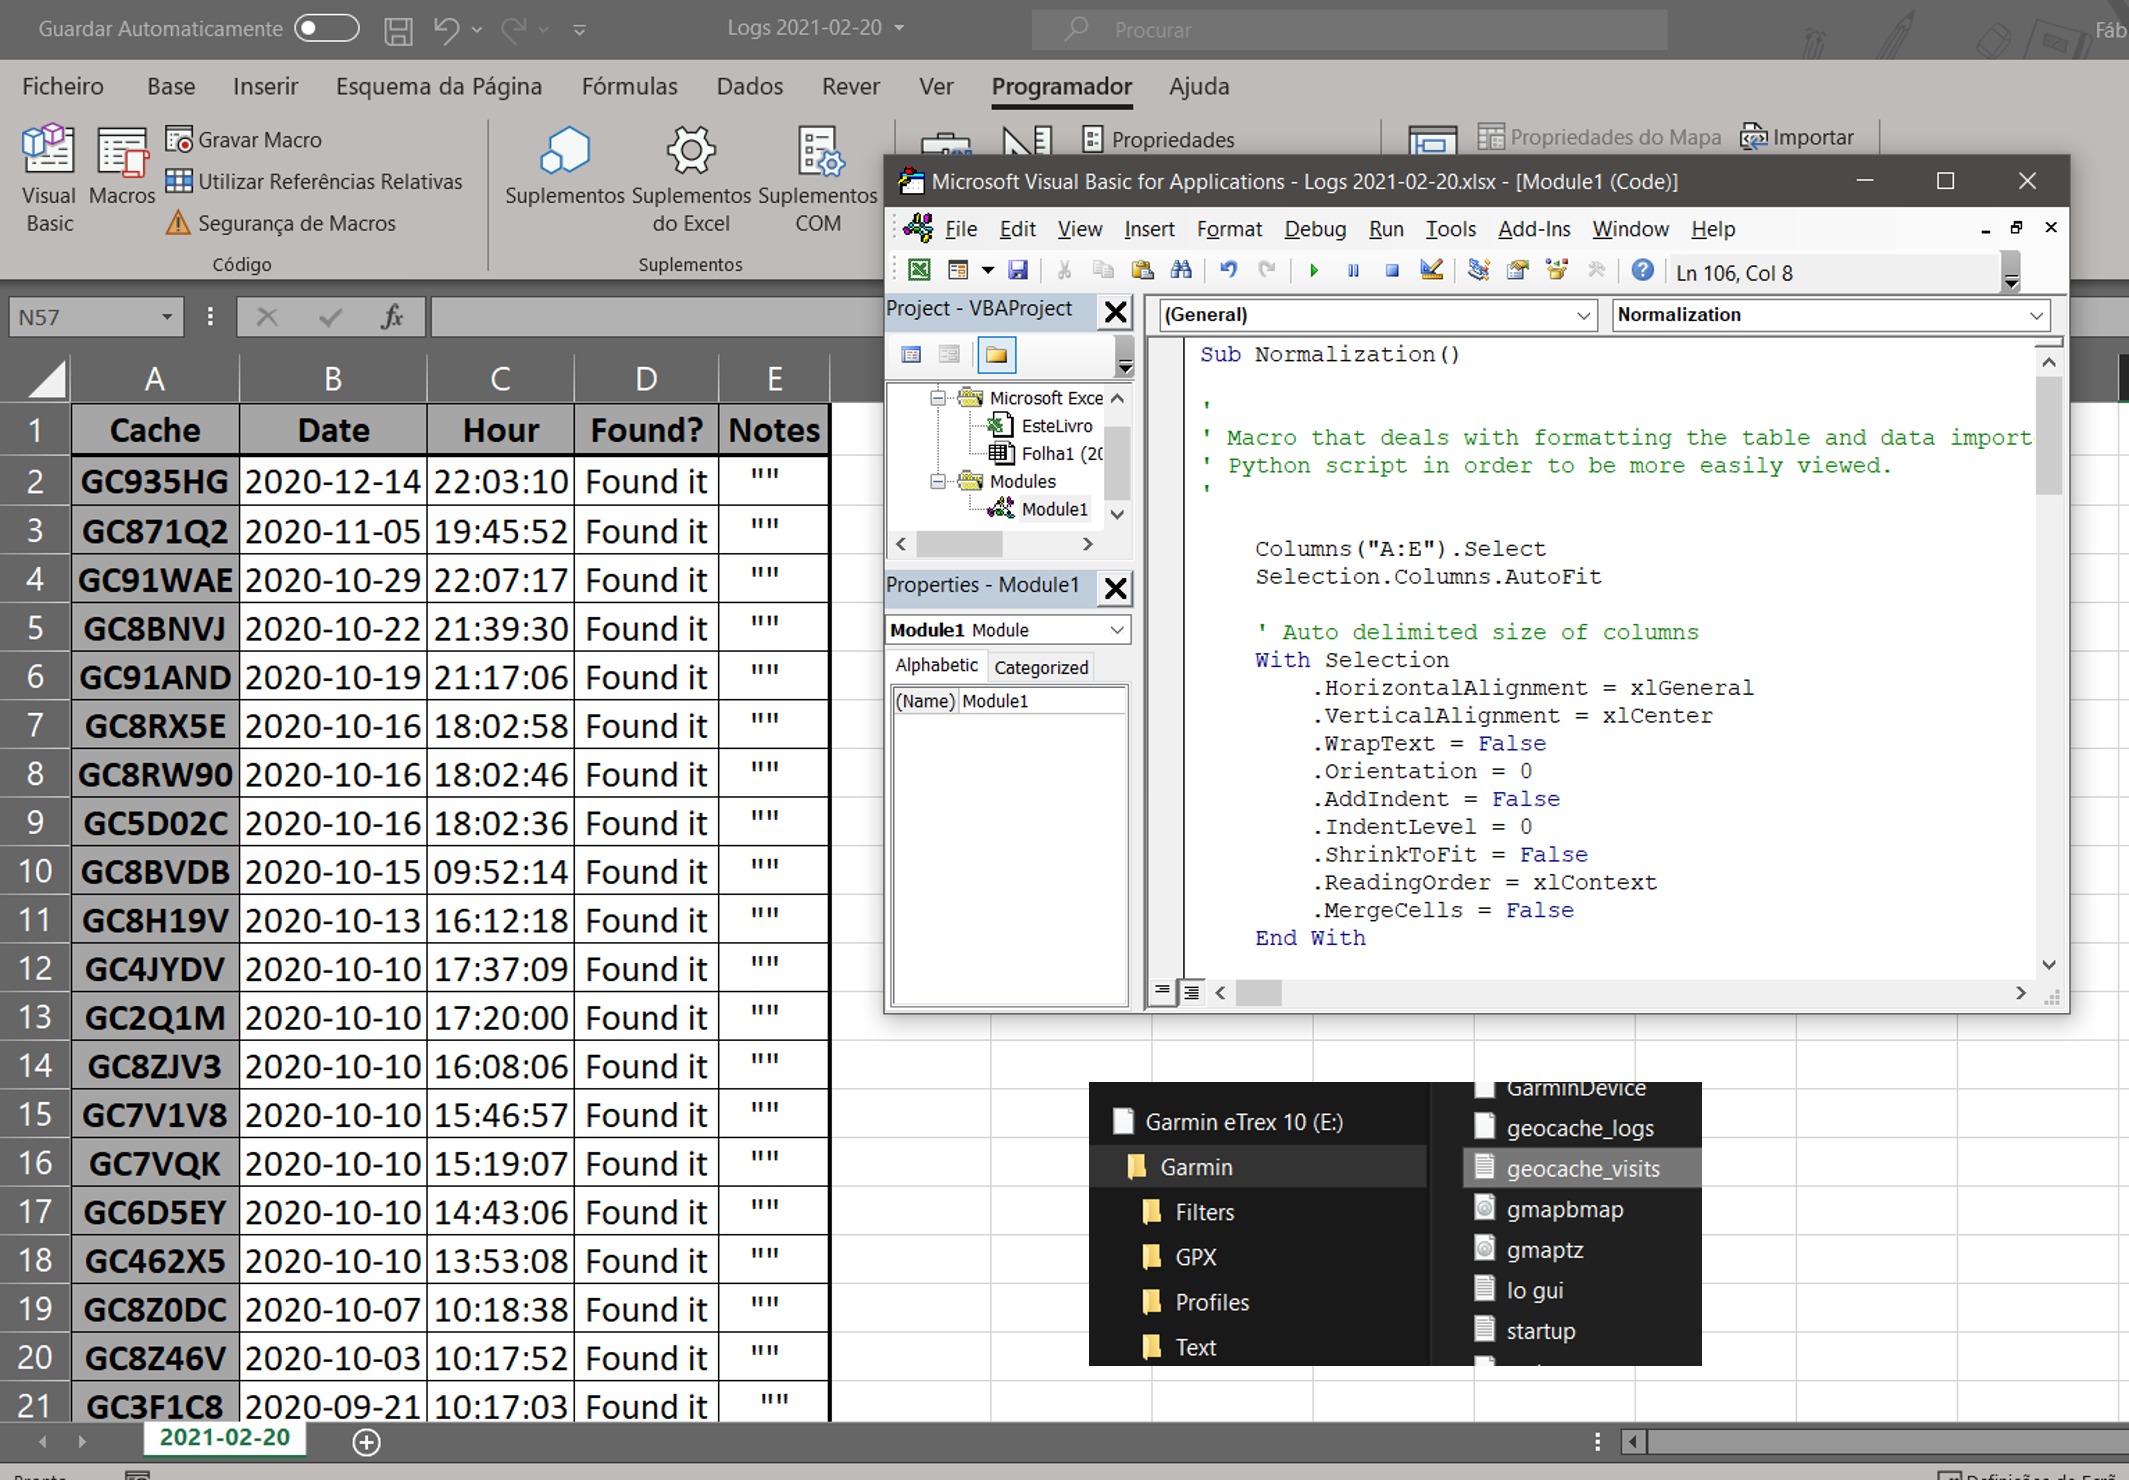 Guardar Automaticamente
Logs 2021-02-20
Procurar
Fáb
Ficheiro Base Inserir Esquema da Página Fórmulas Dados Rever Ver Programador Ajuda
Visual Basic
Macros
Gravar Macro
Utilizar Referências Relativas
Segurança de Macros
Código
Suplementos
Suplementos do Excel
Suplementos COM
Suplementos
Propriedades
Propriedades do Mapa
Importar
N57
fx
A B C D E
1 Cache Date Hour Found? Notes
2 GC935HG 2020-12-14 22:03:10 Found it ""
3 GC871Q2 2020-11-05 19:45:52 Found it ""
4 GC91WAE 2020-10-29 22:07:17 Found it ""
5 GC8BNVJ 2020-10-22 21:39:30 Found it ""
6 GC91AND 2020-10-19 21:17:06 Found it ""
7 GC8RX5E 2020-10-16 18:02:58 Found it ""
8 GC8RW90 2020-10-16 18:02:46 Found it ""
9 GC5D02C 2020-10-16 18:02:36 Found it ""
10 GC8BVDB 2020-10-15 09:52:14 Found it ""
11 GC8H19V 2020-10-13 16:12:18 Found it ""
12 GC4JYDV 2020-10-10 17:37:09 Found it ""
13 GC2Q1M 2020-10-10 17:20:00 Found it ""
14 GC8ZJV3 2020-10-10 16:08:06 Found it ""
15 GC7V1V8 2020-10-10 15:46:57 Found it ""
16 GC7VQK 2020-10-10 15:19:07 Found it ""
17 GC6D5EY 2020-10-10 14:43:06 Found it ""
18 GC462X5 2020-10-10 13:53:08 Found it ""
19 GC8Z0DC 2020-10-07 10:18:38 Found it ""
20 GC8Z46V 2020-10-03 10:17:52 Found it ""
21 GC3F1C8 2020-09-21 10:17:03 Found it ""
2021-02-20
Microsoft Visual Basic for Applications - Logs 2021-02-20.xlsx - [Module1 (Code)]
File Edit View Insert Format Debug Run Tools Add-Ins Window Help
Ln 106, Col 8
Project - VBAProject
Microsoft Exce
EsteLivro
Folha1 (20
Modules
Module1
Properties - Module1
Module1 Module
Alphabetic Categorized
(Name) Module1
(General)
Normalization
Sub Normalization()
'
' Macro that deals with formatting the table and data import
' Python script in order to be more easily viewed.
'
Columns("A:E").Select
Selection.Columns.AutoFit
' Auto delimited size of columns
With Selection
.HorizontalAlignment = xlGeneral
.VerticalAlignment = xlCenter
.WrapText = False
.Orientation = 0
.AddIndent = False
.IndentLevel = 0
.ShrinkToFit = False
.ReadingOrder = xlContext
.MergeCells = False
End With
Garmin eTrex 10 (E:)
Garmin
Filters
GPX
Profiles
Text
GarminDevice
geocache_logs
geocache_visits
gmapbmap
gmaptz
lo gui
startup